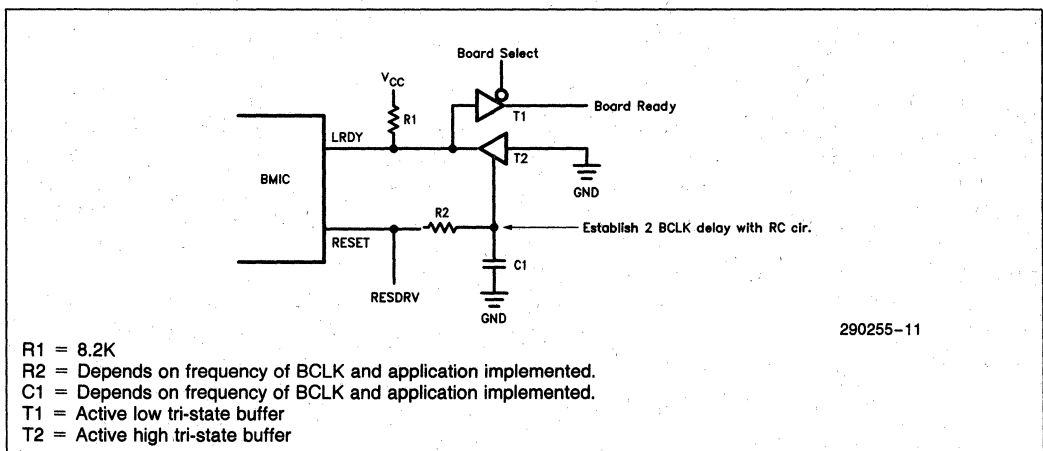 Board Select
VCC
R1
T1
Board Ready
LRDY
T2
BMIC
GND
R2
Establish 2 BCLK delay with RC cir.
RESET
C1
RESDRV
GND
290255-11
R1 = 8.2K
R2 = Depends on frequency of BCLK and application implemented.
C1 = Depends on frequency of BCLK and application implemented.
T1 = Active low tri-state buffer
T2 = Active high tri-state buffer